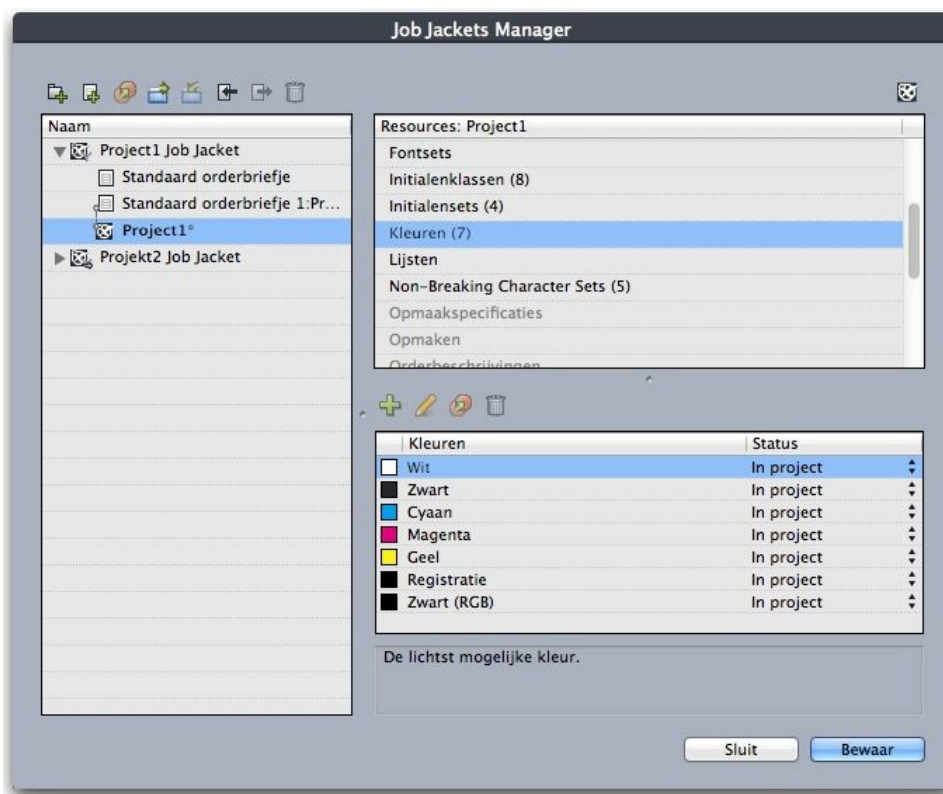 Job Jackets Manager
Naam
Project1 Job Jacket
Standaard orderbriefje
Standaard orderbriefje 1:Pr...
Project1*
Projekt2 Job Jacket
Resources: Project1
Fontsets
Initialenklassen (8)
Initialensets (4)
Kleuren (7)
Lijsten
Non-Breaking Character Sets (5)
Opmaakspecificaties
Opmaken
Orderbeschrijvingen
Kleuren Status
Wit In project
Zwart In project
Cyaan In project
Magenta In project
Geel In project
Registratie In project
Zwart (RGB) In project
De lichtst mogelijke kleur.
Sluit Bewaar